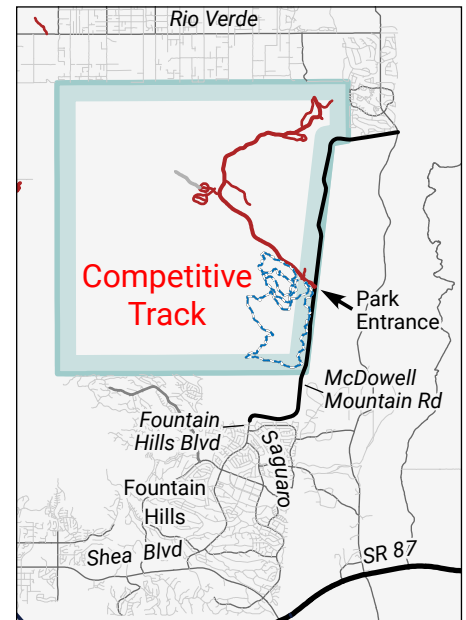 Rio Verde
Competitive
Track
Park
Entrance
McDowell
Mountain Rd
Fountain
Hills Blvd
Saguaro
Fountain
Hills
Shea Blvd
SR 87